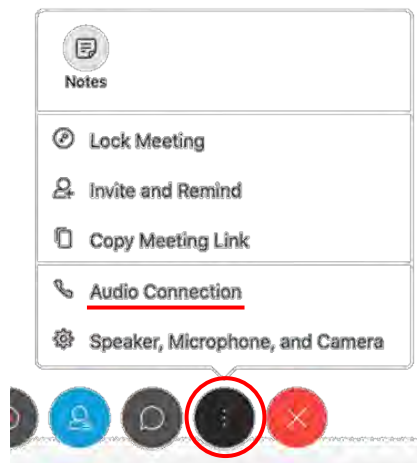 Notes
Lock Meeting
Invite and Remind
Copy Meeting Link
Audio Connection
Speaker, Microphone, and Camera